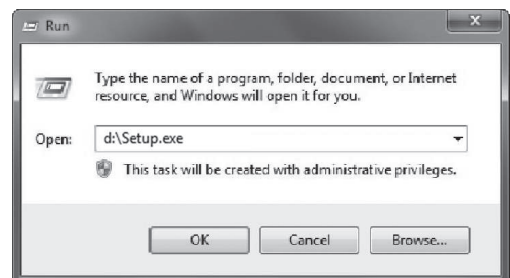 Run
Type the name of a program, folder, document, or Internet
resource, and Windows will open it for you.
Open: d:\Setup.exe
This task will be created with administrative privileges.
OK Cancel Browse...